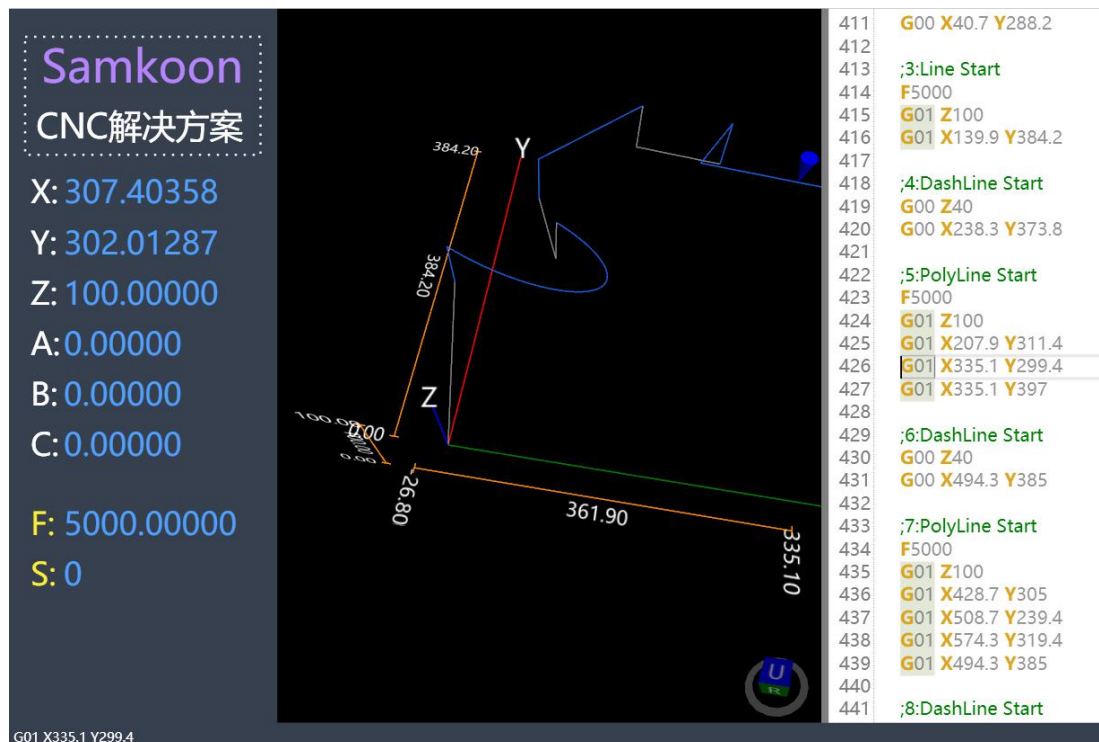 Samkoon
CNC解决方案
X: 307.40358
Y: 302.01287
Z: 100.00000
A: 0.00000
B: 0.00000
C: 0.00000
F: 5000.00000
S: 0
384.20
Y
384.20
Z
100.00
0.00
0.00
-26.80
361.90
335.10
U
R
411 G00 X40.7 Y288.2
412
413 ;3:Line Start
414 F5000
415 G01 Z100
416 G01 X139.9 Y384.2
417
418 ;4:DashLine Start
419 G00 Z40
420 G00 X238.3 Y373.8
421
422 ;5:PolyLine Start
423 F5000
424 G01 Z100
425 G01 X207.9 Y311.4
426 G01 X335.1 Y299.4
427 G01 X335.1 Y397
428
429 ;6:DashLine Start
430 G00 Z40
431 G00 X494.3 Y385
432
433 ;7:PolyLine Start
434 F5000
435 G01 Z100
436 G01 X428.7 Y305
437 G01 X508.7 Y239.4
438 G01 X574.3 Y319.4
439 G01 X494.3 Y385
440
441 ;8:DashLine Start
G01 X335.1 Y299.4